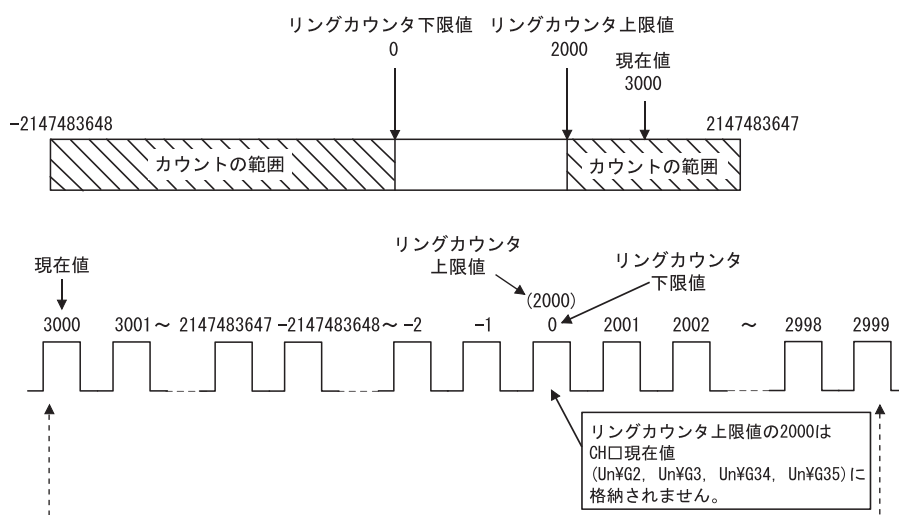 リングカウンタ下限値
0
リングカウンタ上限値
2000
現在値
3000
-2147483648
2147483647
カウントの範囲
カウントの範囲
現在値
リングカウンタ
上限値
リングカウンタ
下限値
(2000)
3000 3001～ 2147483647 -2147483648～ -2 -1 0 2001 2002 ～ 2998 2999
リングカウンタ上限値の2000は
CH□現在値
(Un¥G2, Un¥G3, Un¥G34, Un¥G35)に
格納されません。